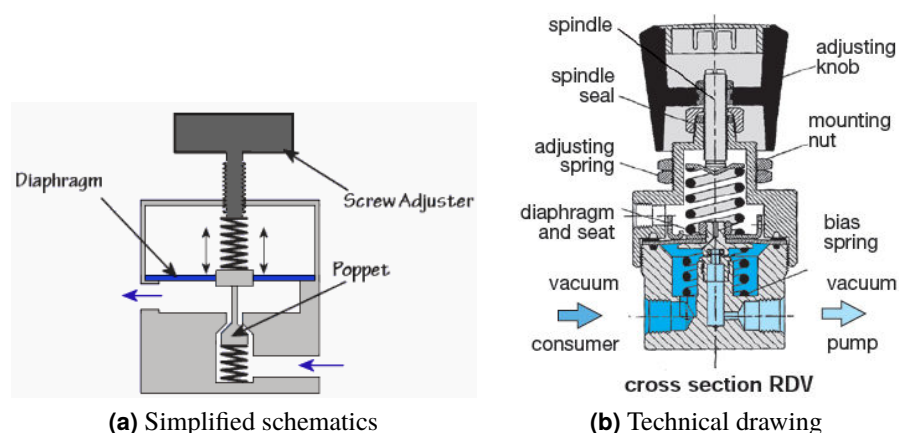 Diaphragm
Screw Adjuster
Poppet
(a) Simplified schematics
spindle
spindle
seal
adjusting
knob
mounting
nut
adjusting
spring
diaphragm
and seat
bias
spring
vacuum
consumer
vacuum
pump
cross section RDV
(b) Technical drawing